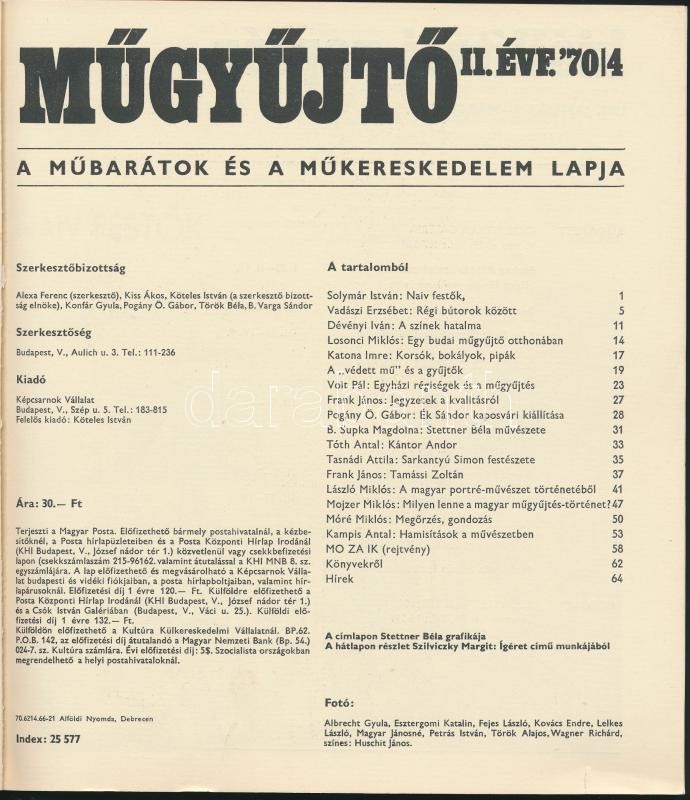 MŰGYŰJTŐ II. ÉVF. '70/4
A MŰBARÁTOK ÉS A MŰKERESKEDELEM LAPJA
Szerkesztőbizottság
Alexa Ferenc (szerkesztő), Kiss Ákos, Köteles István (a szerkesztő bizott-
ság elnöke), Konfár Gyula, Pogány Ö. Gábor, Török Béla, B. Varga Sándor
Szerkesztőség
Budapest, V., Aulich u. 3. Tel.: 111-236
Kiadó
Képcsarnok Vállalat
Budapest, V., Szép u. 5. Tel.: 183-815
Felelős kiadó: Köteles István
Ára: 30.— Ft
Terjeszti a Magyar Posta. Előfizethető bármely postahivatalnál, a kézbe-
sítőknél, a Posta hírlapüzleteiben és a Posta Központi Hírlap Irodánál
(KHI Budapest, V., József nádor tér 1.) közvetlenül vagy csekkbefizetési
lapon (csekkszámlaszám 215-96162. valamint átutalással a KHI MNB 8. sz.
egyszámlájára. A lap előfizethető és megvásárolható a Képcsarnok Válla-
lat budapesti és vidéki fiókjaiban, a posta hírlapboltjaiban, valamint hír-
lapárusoknál. Előfizetési díj 1 évre 120.— Ft. Külföldre előfizethető a
Posta Központi Hírlap Irodánál (KHI Budapest, V., József nádor tér 1.)
és a Csók István Galériában (Budapest, V., Váci u. 25.). Külföldi elő-
fizetési díj 1 évre 132.— Ft.
Külföldön előfizethető a Kultúra Külkereskedelmi Vállalatnál. BP.62.
P.O.B. 142, az előfizetési díj átutalandó a Magyar Nemzeti Bank (Bp. 54.)
024-7. sz. Kultúra számlára. Évi előfizetési díj: 5$. Szocialista országokban
megrendelhető a helyi postahivataloknál.
70.6214.66-21 Alföldi Nyomda, Debrecen
Index: 25 577
A tartalomból
Solymár István: Naiv festők, 1
Vadászi Erzsébet: Régi bútorok között 5
Dévényi Iván: A színek hatalma 11
Losonci Miklós: Egy budai műgyűjtő otthonában 14
Katona Imre: Korsók, bokályok, pipák 17
A „védett mű" és a gyűjtők 19
Voit Pál: Egyházi régiségek és a műgyűjtés 23
Frank János: Jegyzetek a kvalitásról 27
Pogány Ö. Gábor: Ék Sándor kaposvári kiállítása 28
B. Supka Magdolna: Stettner Béla művészete 31
Tóth Antal: Kántor Andor 33
Tasnádi Attila: Sarkantyú Simon festészete 35
Frank János: Tamássi Zoltán 37
László Miklós: A magyar portré-művészet történetéből 41
Mojzer Miklós: Milyen lenne a magyar műgyűjtés-történet? 47
Móré Miklós: Megőrzés, gondozás 50
Kampis Antal: Hamisítások a művészetben 53
MO ZA IK (rejtvény) 58
Könyvekről 62
Hírek 64
A címlapon Stettner Béla grafikája
A hátlapon részlet Szilviczky Margit: Ígéret című munkájából
Fotó:
Albrecht Gyula, Esztergomi Katalin, Fejes László, Kovács Endre, Lelkes
László, Magyar Jánosné, Petrás István, Török Alajos, Wagner Richárd,
színes: Huschit János.